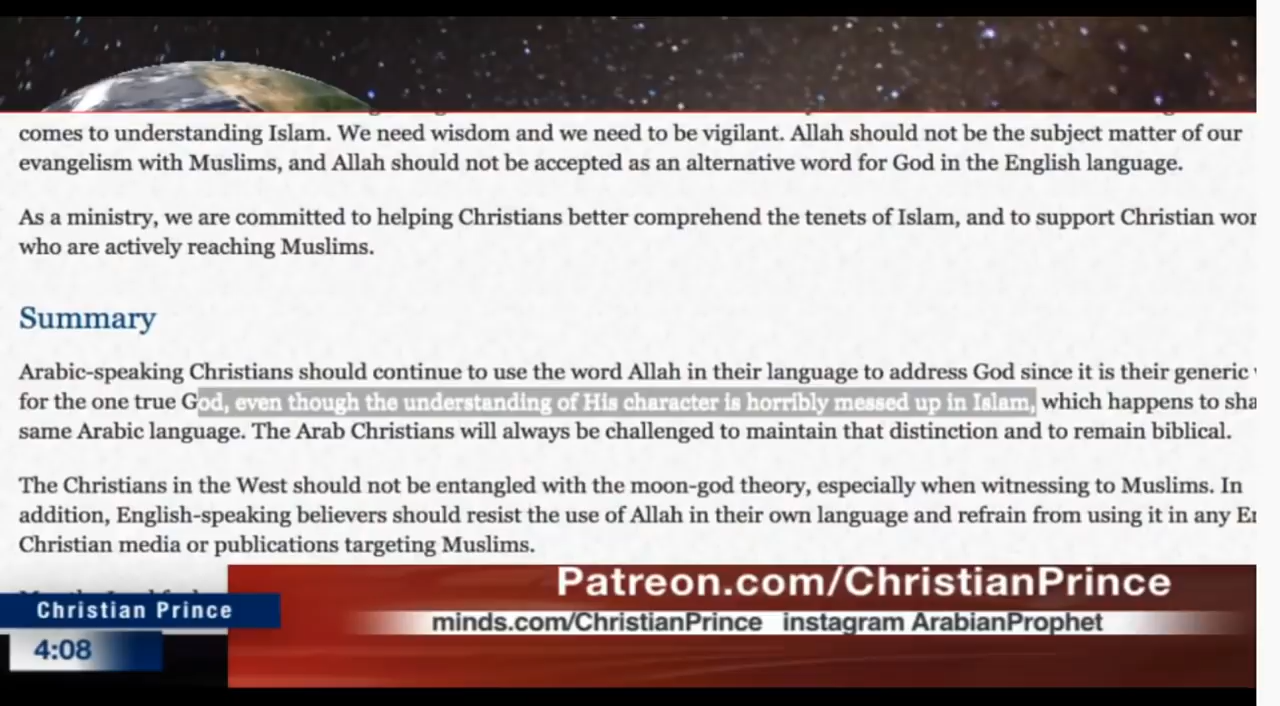 comes to understanding Islam. We need wisdom and we need to be vigilant. Allah should not be the subject matter of our
evangelism with Muslims, and Allah should not be accepted as an alternative word for God in the English language.
As a ministry, we are committed to helping Christians better comprehend the tenets of Islam, and to support Christian wor
who are actively reaching Muslims.
Summary
Arabic-speaking Christians should continue to use the word Allah in their language to address God since it is their generic
for the one true God, even though the understanding of His character is horribly messed up in Islam, which happens to sha
same Arabic language. The Arab Christians will always be challenged to maintain that distinction and to remain biblical.
The Christians in the West should not be entangled with the moon-god theory, especially when witnessing to Muslims. In
addition, English-speaking believers should resist the use of Allah in their own language and refrain from using it in any
Christian media or publications targeting Muslims.
Patreon.com/ChristianPrince
Christian Prince
minds.com/ChristianPrince instagram ArabianProphet
4:08